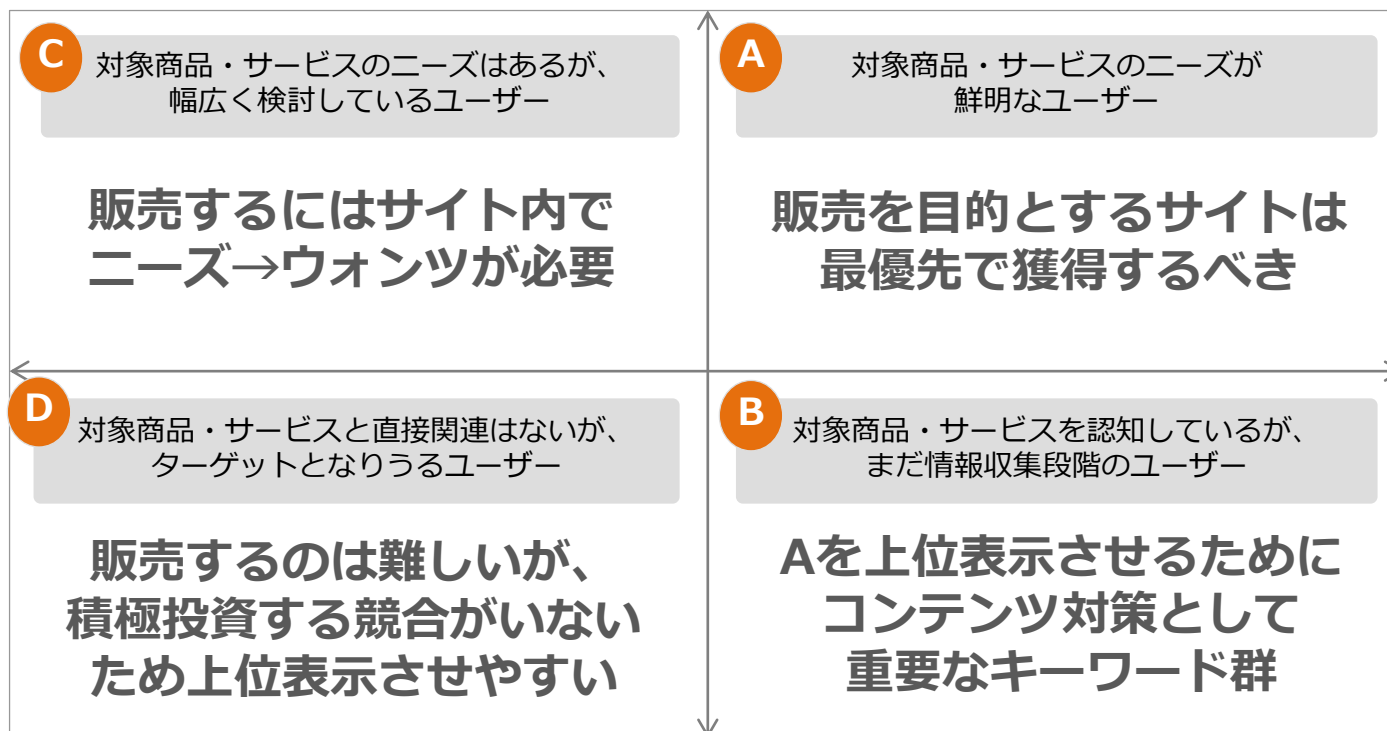 C
対象商品・サービスのニーズはあるが、
幅広く検討しているユーザー
販売するにはサイト内で
ニーズ→ウォンツが必要
A
対象商品・サービスのニーズが
鮮明なユーザー
販売を目的とするサイトは
最優先で獲得するべき
D
対象商品・サービスと直接関連はないが、
ターゲットとなりうるユーザー
販売するのは難しいが、
積極投資する競合がいない
ため上位表示させやすい
B
対象商品・サービスを認知しているが、
まだ情報収集段階のユーザー
Aを上位表示させるために
コンテンツ対策として
重要なキーワード群